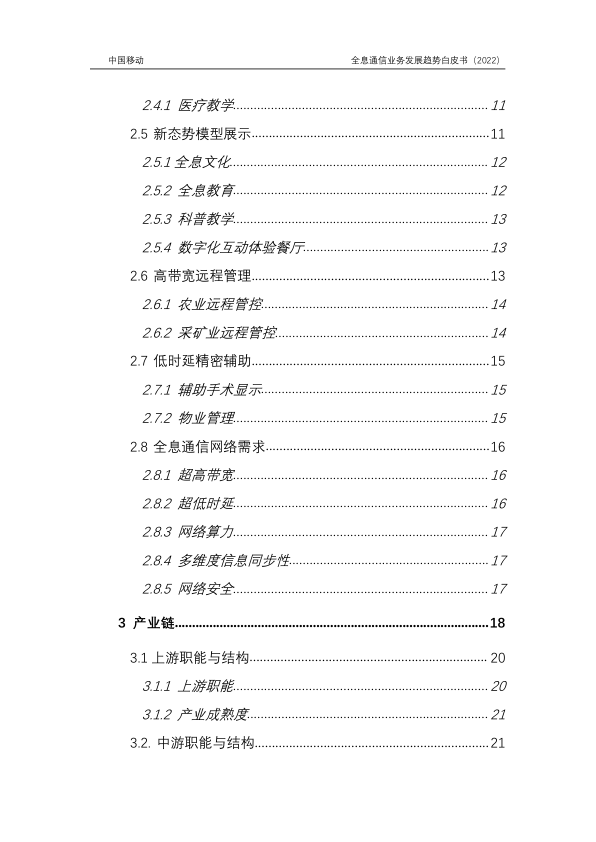 中国移动 全息通信业务发展趋势白皮书（2022）
2.4.1 医疗教学 11
2.5 新态势模型展示 11
2.5.1 全息文化 12
2.5.2 全息教育 12
2.5.3 科普教学 13
2.5.4 数字化互动体验餐厅 13
2.6 高带宽远程管理 13
2.6.1 农业远程管控 14
2.6.2 采矿业远程管控 14
2.7 低时延精密辅助 15
2.7.1 辅助手术显示 15
2.7.2 物业管理 15
2.8 全息通信网络需求 16
2.8.1 超高带宽 16
2.8.2 超低时延 16
2.8.3 网络算力 17
2.8.4 多维度信息同步性 17
2.8.5 网络安全 17
3 产业链 18
3.1 上游职能与结构 20
3.1.1 上游职能 20
3.1.2 产业成熟度 21
3.2. 中游职能与结构 21